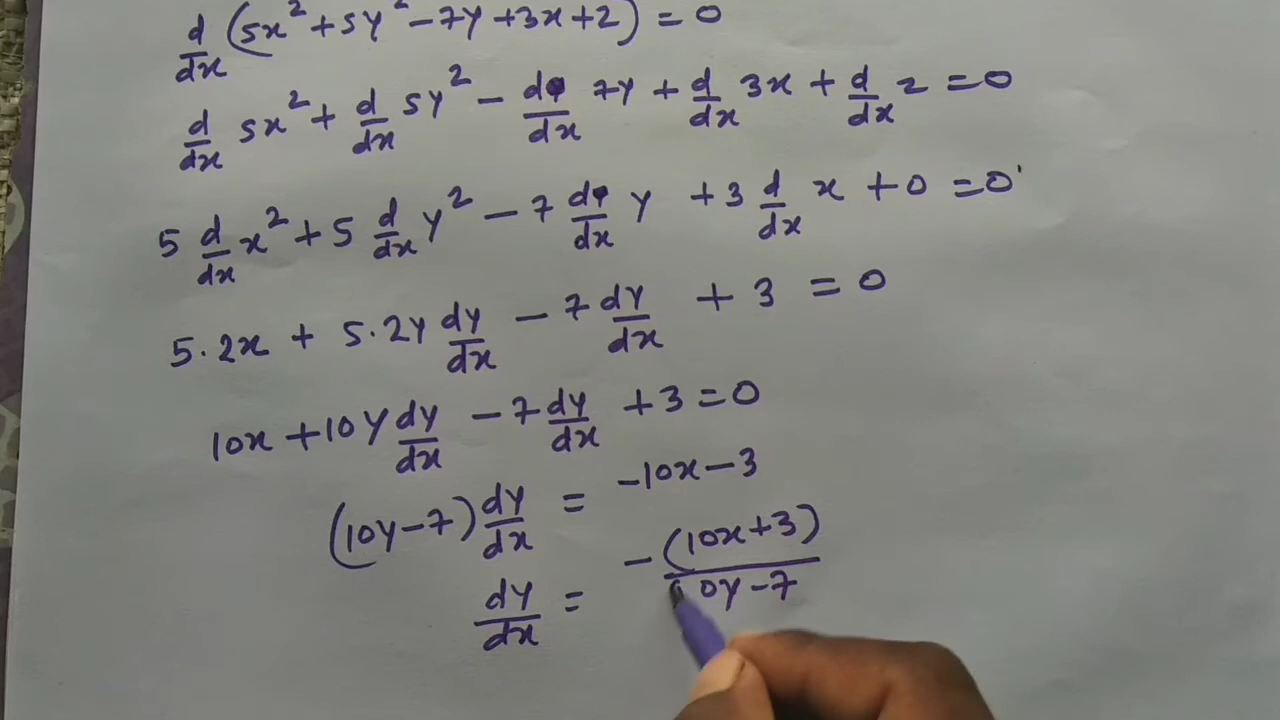 d/dx (5x² + 5y² - 7y + 3x + 2) = 0
d/dx 5x² + d/dx 5y² - d/dx 7y + d/dx 3x + d/dx 2 = 0
5 d/dx x² + 5 d/dx y² - 7 d/dx y + 3 d/dx x + 0 = 0
5.2x + 5.2y dy/dx - 7 dy/dx + 3 = 0
10x + 10y dy/dx - 7 dy/dx + 3 = 0
(10y - 7) dy/dx = -10x - 3
dy/dx = -(10x + 3)/0y - 7